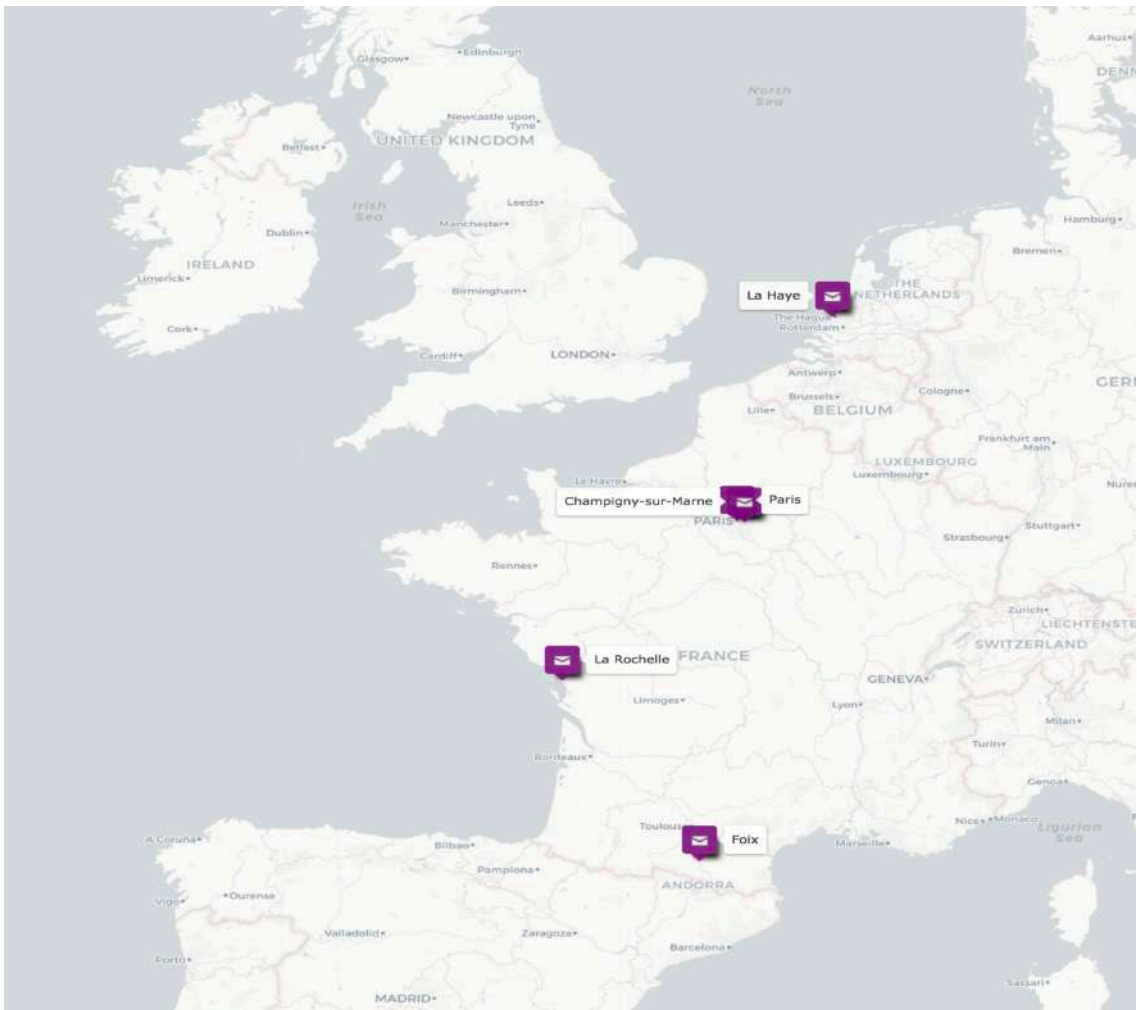 Aarhus
Edinburgh
Glasgow
DENN
North
Sea
Newcastle upon
Tyne
UNITED KINGDOM
Belfast
Irish
Sea
Leeds
Manchester
Hamburg
Dublin
Bremen
IRELAND
Limerick
THE
NETHERLANDS
La Haye
Birmingham
The Hague
Rotterdam
Cork
Cardiff
LONDON
Antwerp
GERI
Cologne
Brussels
Lille
BELGIUM
Frankfurt am
Main
LUXEMBOURG
Luxembourg
Le Havre
Nurem
Champigny-sur-Marne
Paris
PARIS
Stuttgart
Strasbourg
Rennes
Zurich
LIECHTENSTE
SWITZERLAND
La Rochelle
FRANCE
GENEVA
Limoges
Lyon
Milan
Turin
Bordeaux
Genoa
Nice
Monaco
Ligurian
Sea
Toulouse
A Coruña
Foix
Marseille
Bilbao
Pampiona
ANDORRA
Ourense
Vigo
Valladolid
Zaragoza
Barcelona
Porto
Sassari
MADRID